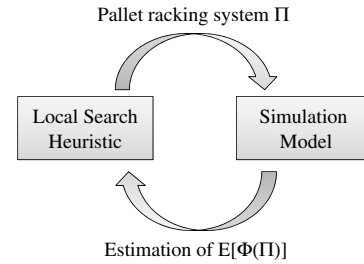 Pallet racking system Π
Local Search
Heuristic
Simulation
Model
Estimation of E[Φ(Π)]